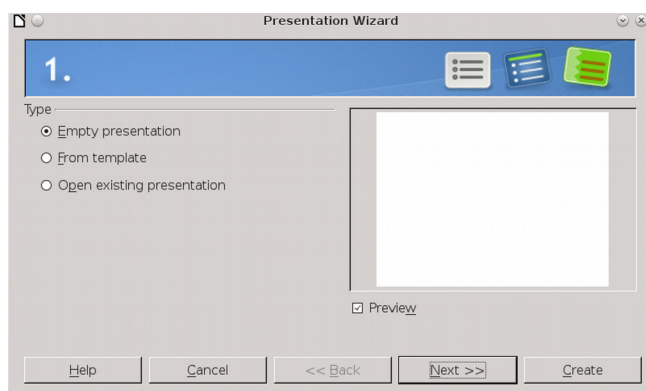 Presentation Wizard
1.
Type
Empty presentation
From template
Open existing presentation
Preview
Help Cancel << Back Next >> Create